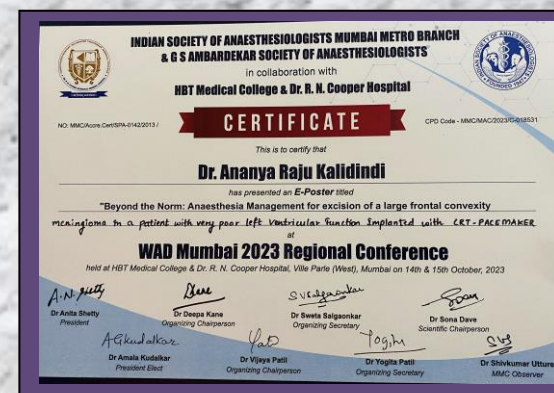 INDIAN SOCIETY OF ANAESTHESIOLOGISTS MUMBAI METRO BRANCH
& G S AMBARDEKAR SOCIETY OF ANAESTHESIOLOGISTS
in collaboration with
HBT Medical College & Dr. R. N. Cooper Hospital
NO: MMC/Accre.Cert/SPA-0142/2013 /
CPD Code - MMC/MAC/2023/C-018531
CERTIFICATE
This is to certify that
Dr. Ananya Raju Kalidindi
has presented an E-Poster titled
"Beyond the Norm: Anaesthesia Management for excision of a large frontal convexity
meningioma in a patient with very poor left ventricular function Implanted with CRT-PACEMAKER
at
WAD Mumbai 2023 Regional Conference
held at HBT Medical College & Dr. R. N. Cooper Hospital, Ville Parle (West), Mumbai on 14th & 15th October, 2023
A.N. Shetty
Dr Anita Shetty
President
Dr Deepa Kane
Organizing Chairperson
Dr Sweta Salgaonkar
Organizing Secretary
Dr Sona Dave
Scientific Chairperson
A G Kudalkar
Dr Amala Kudalkar
President Elect
Dr Vijaya Patil
Organizing Chairperson
Yogita
Dr Yogita Patil
Organizing Secretary
Dr Shivkumar Utture
MMC Observer